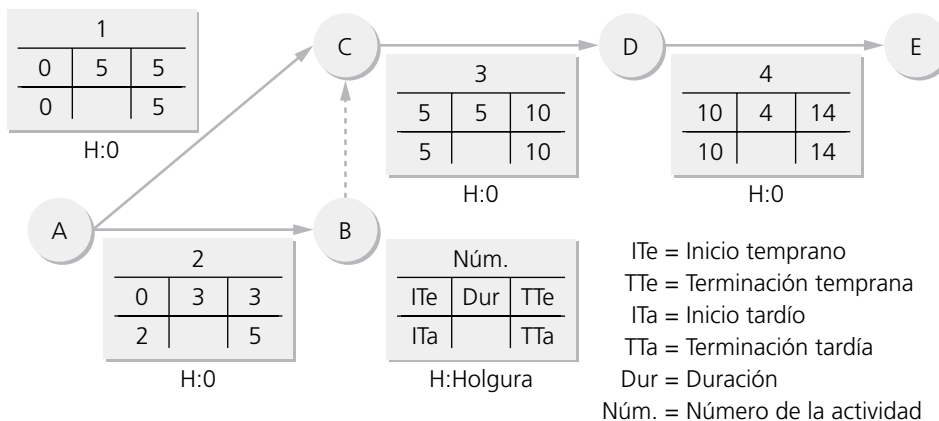 1
0 5 5
0 5
H:0
C
D
E
3
5 5 10
5 10
H:0
4
10 4 14
10 14
H:0
A
B
2
0 3 3
2 5
H:0
Núm.
ITe Dur TTe
ITa TTa
H:Holgura
ITe = Inicio temprano
TTe = Terminación temprana
ITa = Inicio tardío
TTa = Terminación tardía
Dur = Duración
Núm. = Número de la actividad